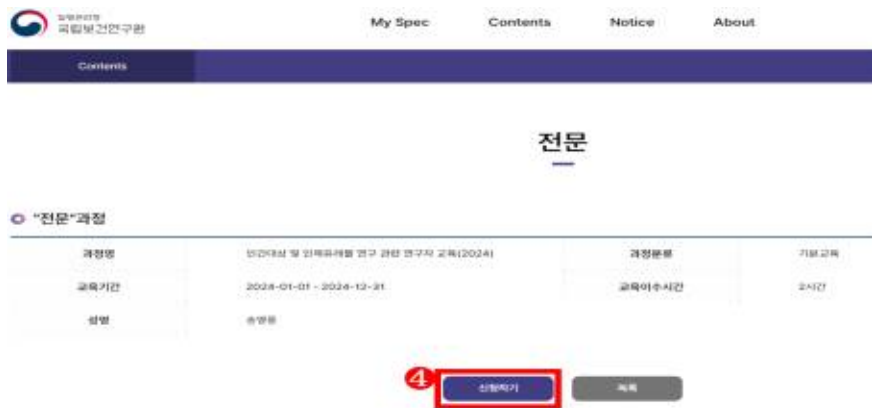 질병관리청
국립보건연구원
My Spec Contents Notice About
Contents
전문
"전문"과정
과정명 인간대상 및 인체유래물 연구 관련 연구자 교육(2024) 과정분류 기본교육
교육기간 2024-01-01 - 2024-12-31 교육이수시간 2시간
성명
4 신청하기 목록